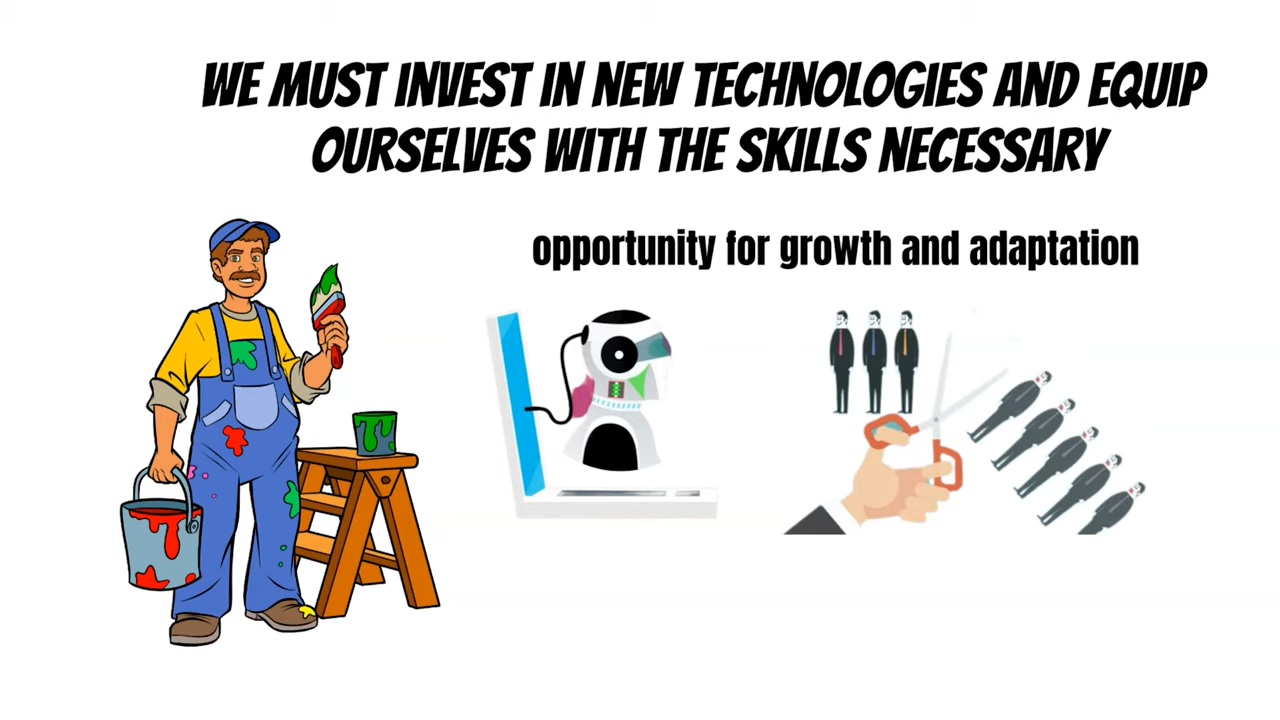 WE MUST INVEST IN NEW TECHNOLOGIES AND EQUIP
OURSELVES WITH THE SKILLS NECESSARY
opportunity for growth and adaptation